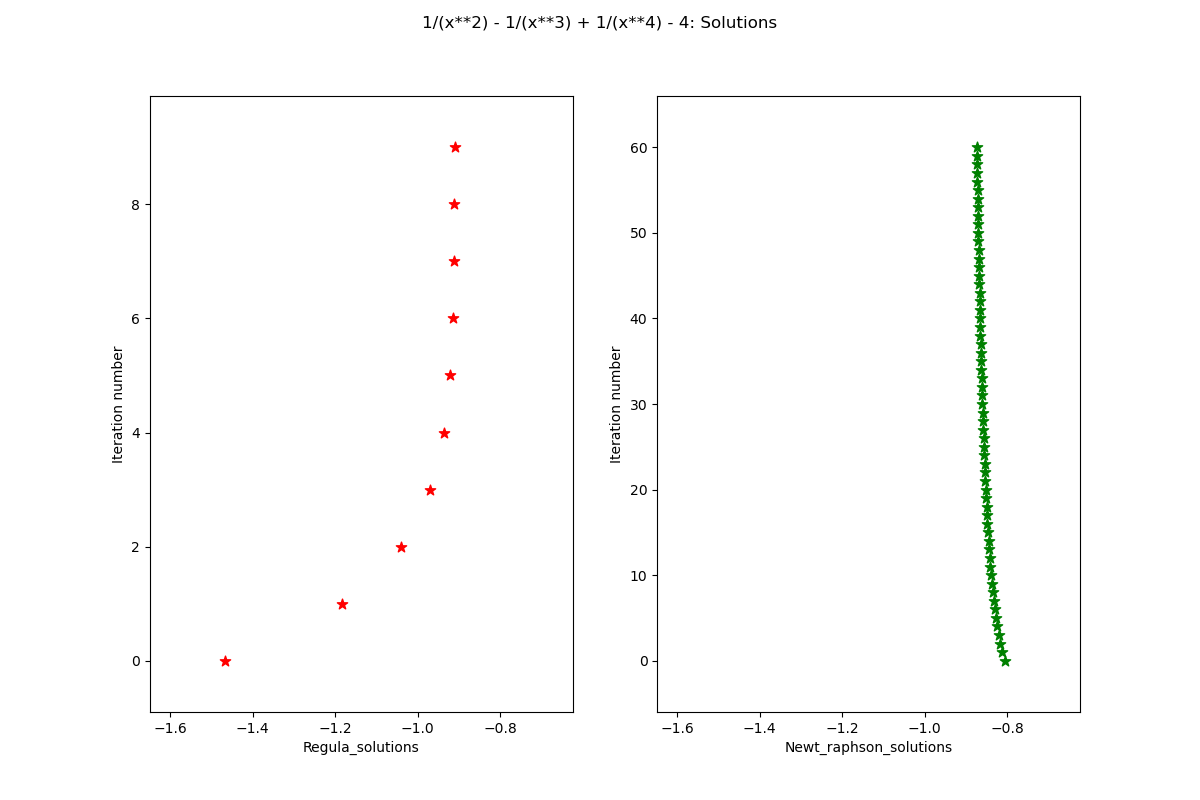 1/(x**2) - 1/(x**3) + 1/(x**4) - 4: Solutions
8
6
4
2
0
Iteration number
−1.6 −1.4 −1.2 −1.0 −0.8
Regula_solutions
60
50
40
30
20
10
0
Iteration number
−1.6 −1.4 −1.2 −1.0 −0.8
Newt_raphson_solutions